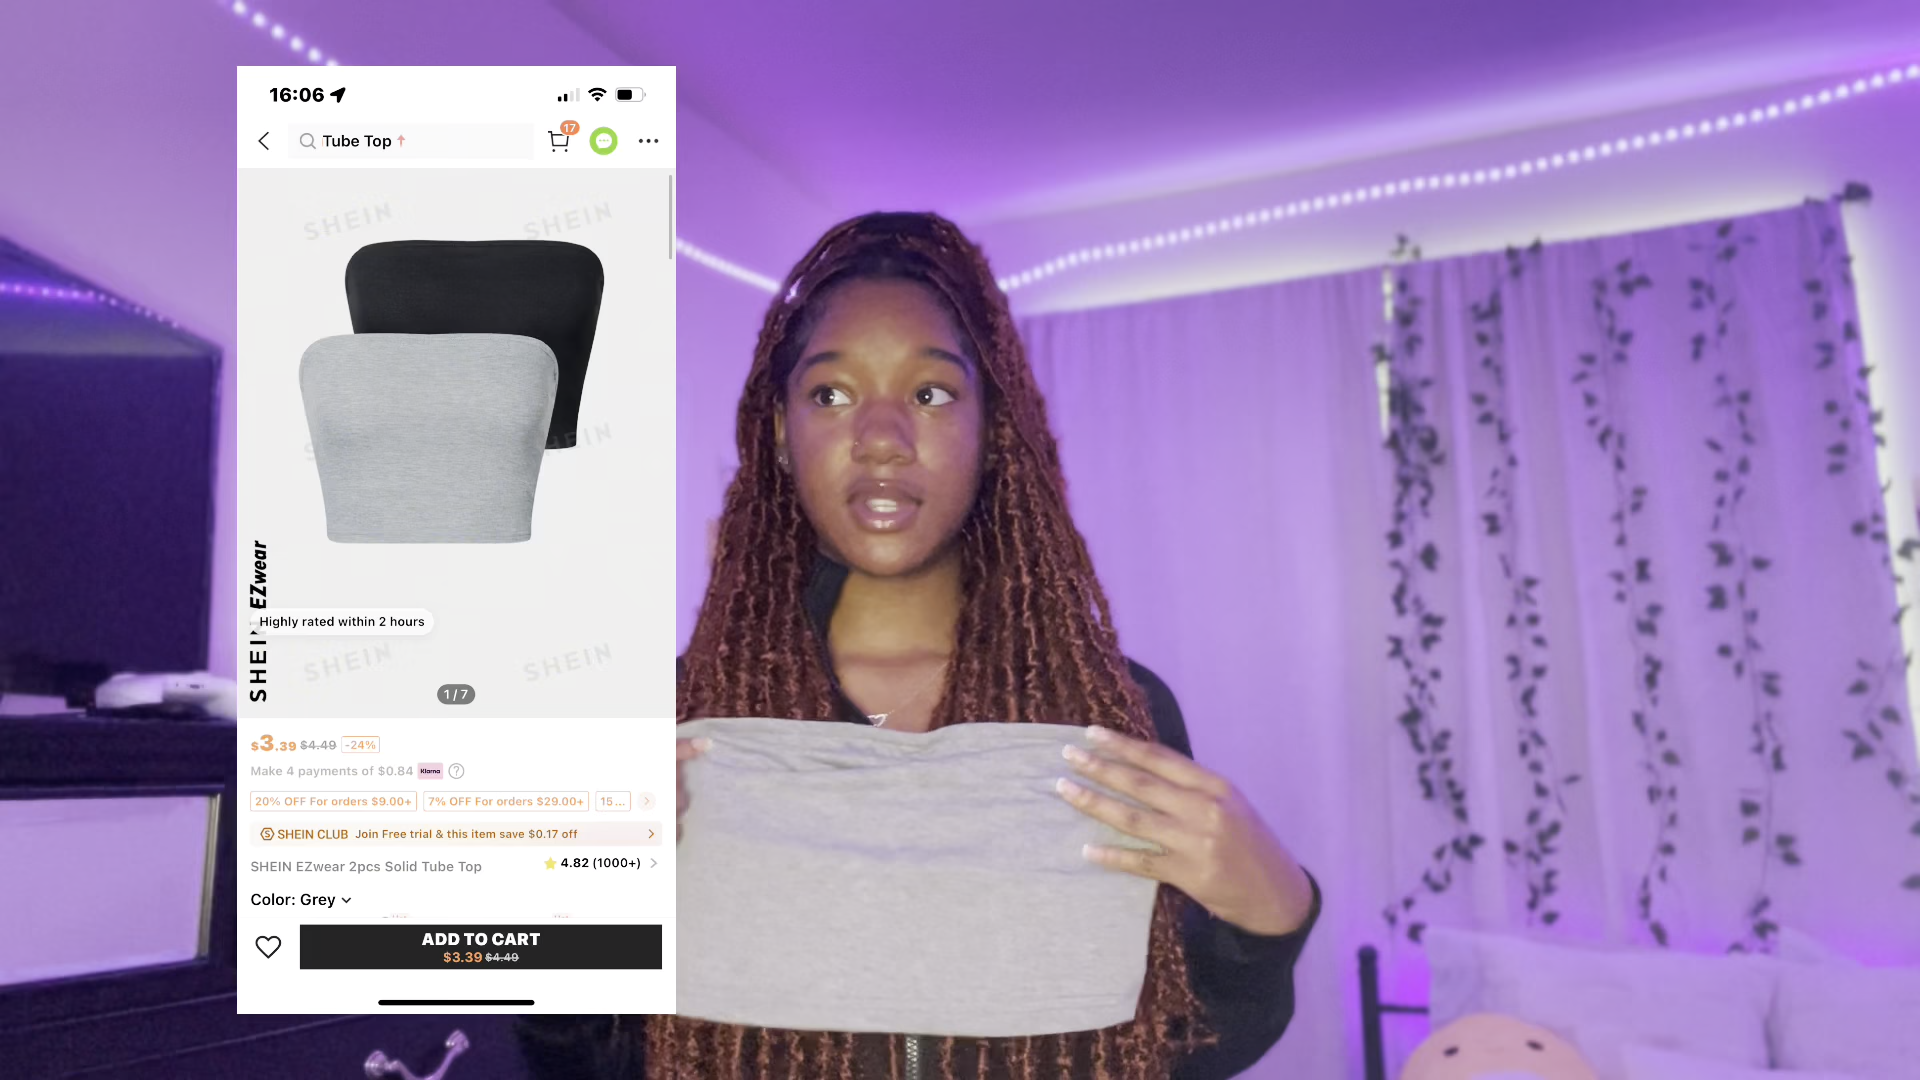 16:06
Tube Top
17
SHEIN
SHEIN
SHEIN EZwear
Highly rated within 2 hours
SHEIN
SHEIN
1/7
$3.39 $4.49 -24%
Make 4 payments of $0.84 Klarna ?
20% OFF For orders $9.00+
7% OFF For orders $29.00+
15...
SHEIN CLUB Join Free trial & this item save $0.17 off
SHEIN EZwear 2pcs Solid Tube Top
4.82 (1000+)
Color: Grey
ADD TO CART
$3.39 $4.49